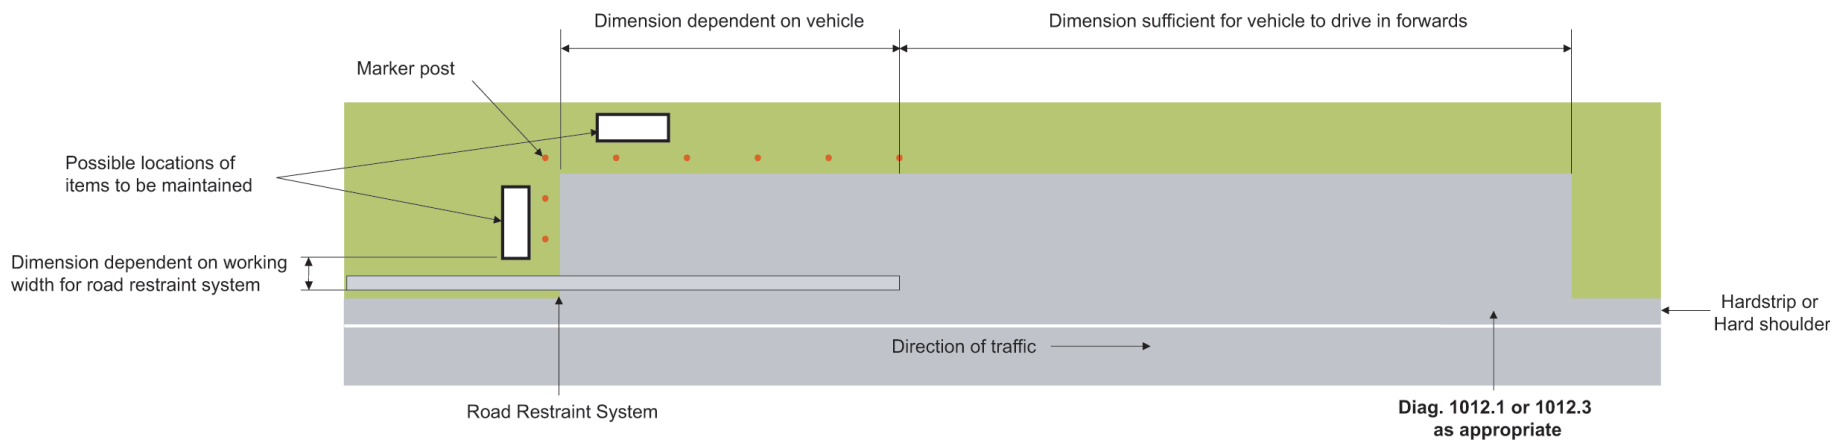 Dimension dependent on vehicle
Dimension sufficient for vehicle to drive in forwards
Marker post
Possible locations of
items to be maintained
Dimension dependent on working
width for road restraint system
Hardstrip or
Hard shoulder
Direction of traffic
Road Restraint System
Diag. 1012.1 or 1012.3
as appropriate